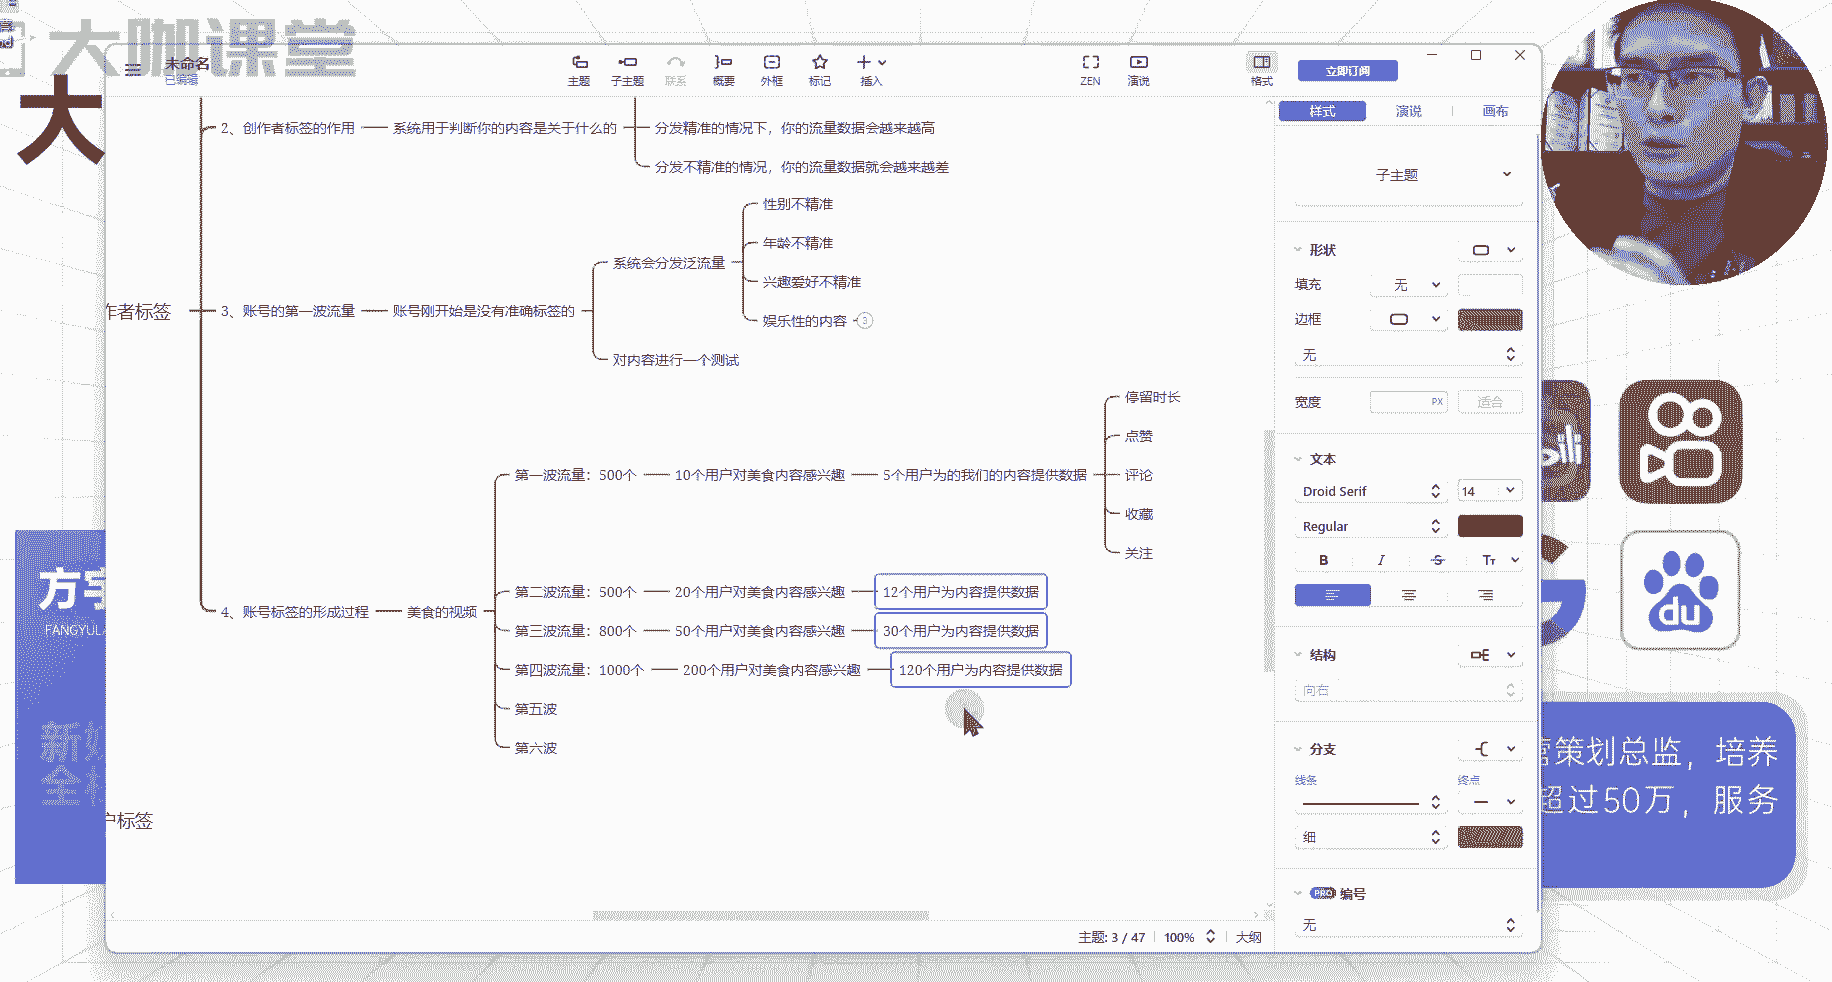 大咖课堂
大
未命名
已编辑
主题
子主题
联系
概要
外框
标记
插入
ZEN
演说
格式
立即订阅
样式
演说
画布
2、创作者标签的作用
系统用于判断你的内容是关于什么的
分发精准的情况下，你的流量数据会越来越高
分发不精准的情况，你的流量数据就会越来越差
作者标签
3、账号的第一波流量
账号刚开始是没有准确标签的
系统会分发泛流量
性别不精准
年龄不精准
兴趣爱好不精准
娱乐性的内容
3
对内容进行一个测试
4、账号标签的形成过程
美食的视频
第一波流量：500个
10个用户对美食内容感兴趣
5个用户为的我们的内容提供数据
停留时长
点赞
评论
收藏
关注
第二波流量：500个
20个用户对美食内容感兴趣
12个用户为内容提供数据
第三波流量：800个
50个用户对美食内容感兴趣
30个用户为内容提供数据
第四波流量：1000个
200个用户对美食内容感兴趣
120个用户为内容提供数据
第五波
第六波
户标签
子主题
形状
填充
无
边框
无
宽度
PX
适合
文本
Droid Serif
14
Regular
B
I
S
Tт
结构
向右
分支
线条
终点
细
PRO
编号
无
主题: 3 / 47
100%
大纲
方宇
FANGYUL
新媒
全栈
du
营策划总监，培养
超过50万，服务